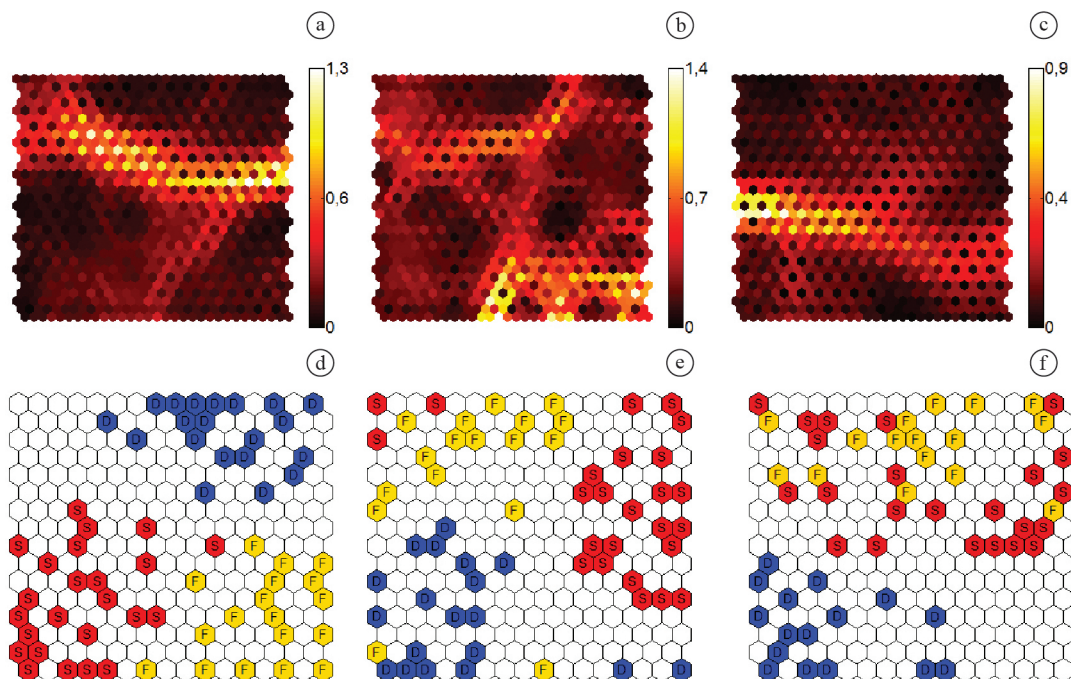 a
b
c
1,3
1,4
0,9
0,6
0,7
0,4
0
0
0
d
e
f
D D D D D D D
D D D D
D D D
D D D
D
D D
S
S S
S S S F
S S F F
S S F F F
S S F F
S S S S F F
S S F F
S S
S S S S F F F F F
S S F F S S
F F F F S
S F F F F
F S S
F S
F S S S S
F F S
D S S
D D S S S
D D S S
D D S
D S S S
D D D
F D D
D D D D F D D
S F F F S
F S S S F F
S F F F F
F S
F F S F S
S S F
S S S F
S S
S S S S S S
D
D D
D
D D D
D D
D
D D D D